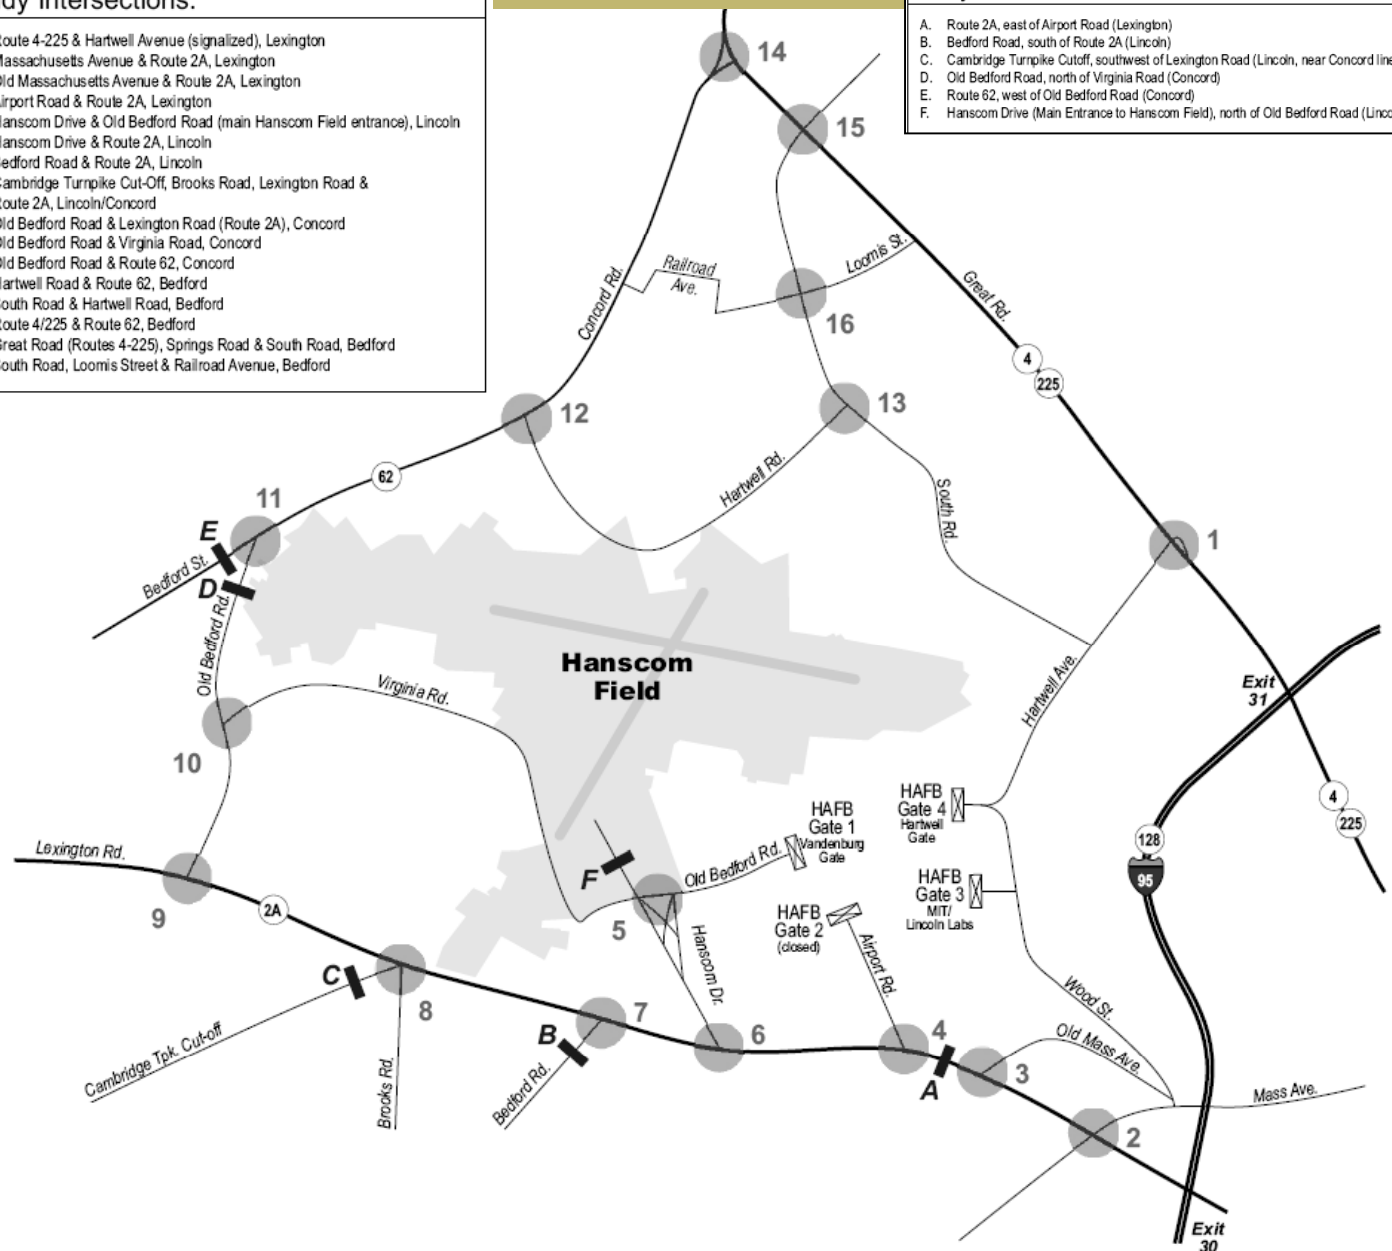 dy Intersections:
oute 4-225 & Hartwell Avenue (signalized), Lexington
assachusetts Avenue & Route 2A, Lexington
ld Massachusetts Avenue & Route 2A, Lexington
irport Road & Route 2A, Lexington
anscom Drive & Old Bedford Road (main Hanscom Field entrance), Lincoln
anscom Drive & Route 2A, Lincoln
edford Road & Route 2A, Lincoln
ambridge Turnpike Cut-Off, Brooks Road, Lexington Road &
oute 2A, Lincoln/Concord
ld Bedford Road & Lexington Road (Route 2A), Concord
ld Bedford Road & Virginia Road, Concord
ld Bedford Road & Route 62, Concord
artwell Road & Route 62, Bedford
outh Road & Hartwell Road, Bedford
oute 4/225 & Route 62, Bedford
reat Road (Routes 4-225), Springs Road & South Road, Bedford
outh Road, Loomis Street & Railroad Avenue, Bedford
A. Route 2A, east of Airport Road (Lexington)
B. Bedford Road, south of Route 2A (Lincoln)
C. Cambridge Turnpike Cutoff, southwest of Lexington Road (Lincoln, near Concord line
D. Old Bedford Road, north of Virginia Road (Concord)
E. Route 62, west of Old Bedford Road (Concord)
F. Hanscom Drive (Main Entrance to Hanscom Field), north of Old Bedford Road (Linco
14
15
Loomis St.
Railroad
Ave.
Concord Rd.
Great Rd.
16
4
225
12
13
62
Hartwell Rd.
South Rd.
11
E
Bedford St.
D
Old Bedford Rd.
1
Hanscom
Field
Hartwell Ave.
Exit
31
Virginia Rd.
10
HAFB
Gate 4
Hartwell
Gate
HAFB
Gate 1
Vandenburg
Gate
4
225
128
95
Lexington Rd.
F
Old Bedford Rd.
HAFB
Gate 3
MIT/
Lincoln Labs
9
2A
5
HAFB
Gate 2
(closed)
Airport Rd.
Hanscom Dr.
C
8
7
6
4
Wood St.
Old Mass Ave.
B
A
3
Cambridge Tpk. Cut-off
Brooks Rd.
Bedford Rd.
Mass Ave.
2
Exit
30